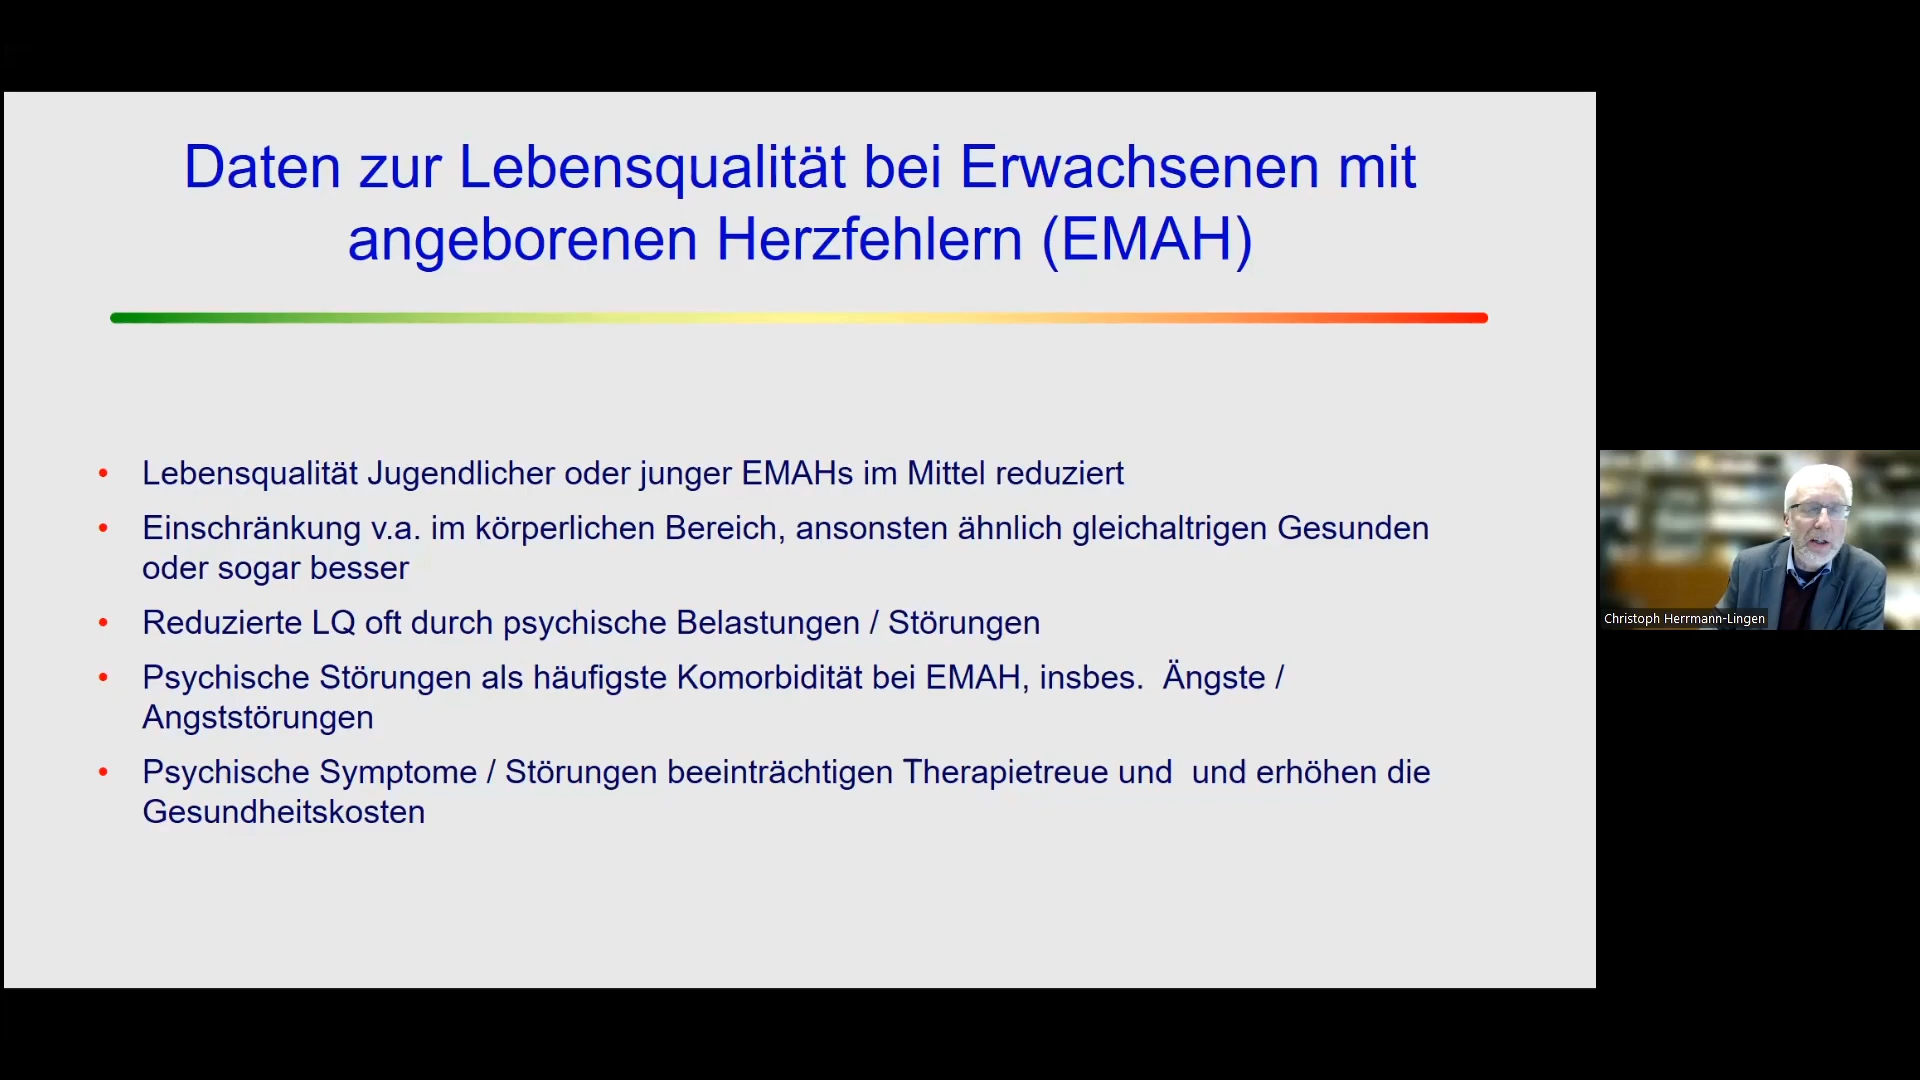 Daten zur Lebensqualität bei Erwachsenen mit
angeborenen Herzfehlern (EMAH)
• Lebensqualität Jugendlicher oder junger EMAHs im Mittel reduziert
• Einschränkung v.a. im körperlichen Bereich, ansonsten ähnlich gleichaltrigen Gesunden
oder sogar besser
• Reduzierte LQ oft durch psychische Belastungen / Störungen
• Psychische Störungen als häufigste Komorbidität bei EMAH, insbes.  Ängste /
Angststörungen
• Psychische Symptome / Störungen beeinträchtigen Therapietreue und  und erhöhen die
Gesundheitskosten
Christoph Herrmann-Lingen